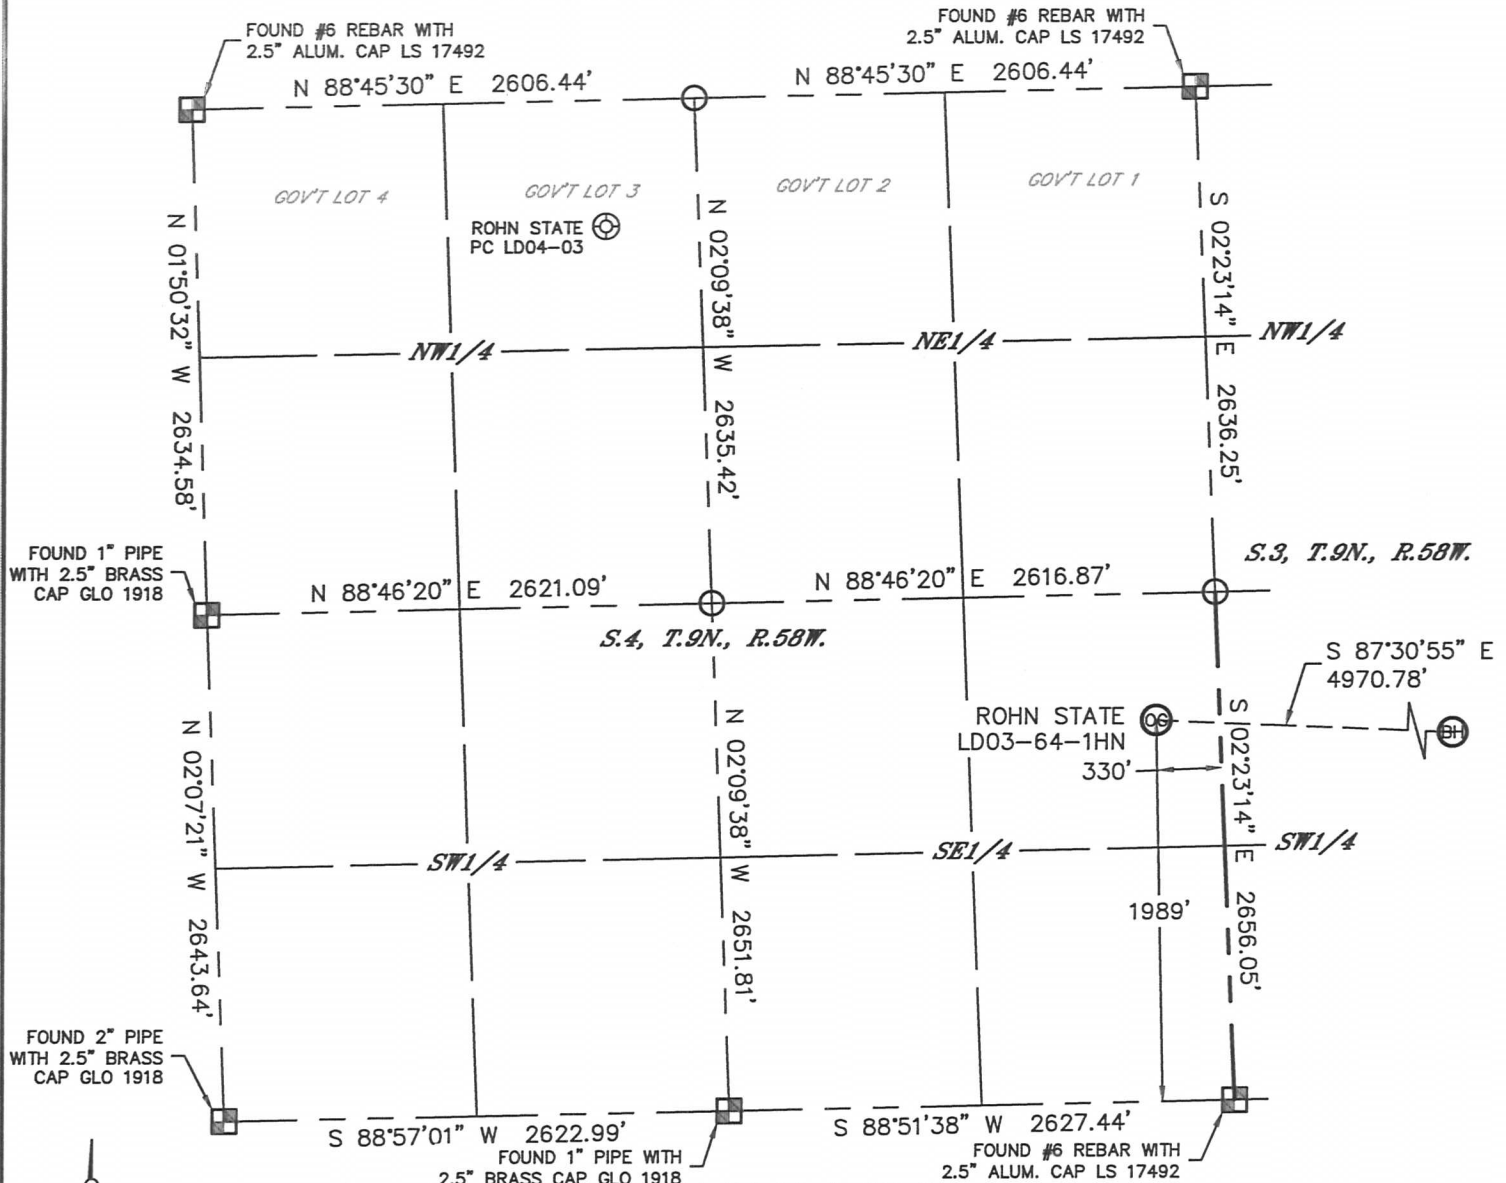 FOUND #6 REBAR WITH
2.5" ALUM. CAP LS 17492
FOUND #6 REBAR WITH
2.5" ALUM. CAP LS 17492
N 88°45'30" E 2606.44'
N 88°45'30" E 2606.44'
GOV'T LOT 4
GOV'T LOT 3
GOV'T LOT 2
GOV'T LOT 1
ROHN STATE
PC LD04-03
N 01°50'32" W 2634.58'
N 02°09'38" W 2635.42'
S 02°23'14" E 2636.25'
NW1/4
NE1/4
NW1/4
FOUND 1" PIPE
WITH 2.5" BRASS
CAP GLO 1918
N 88°46'20" E 2621.09'
N 88°46'20" E 2616.87'
S.3, T.9N., R.58W.
S.4, T.9N., R.58W.
S 87°30'55" E
4970.78'
ROHN STATE
LD03-64-1HN
OG
BH
330'
N 02°07'21" W 2643.64'
N 02°09'38" W 2651.81'
S 02°23'14" E 2656.05'
SW1/4
SE1/4
SW1/4
1989'
FOUND 2" PIPE
WITH 2.5" BRASS
CAP GLO 1918
S 88°57'01" W 2622.99'
S 88°51'38" W 2627.44'
FOUND 1" PIPE WITH
2.5" BRASS CAP GLO 1918
FOUND #6 REBAR WITH
2.5" ALUM. CAP LS 17492